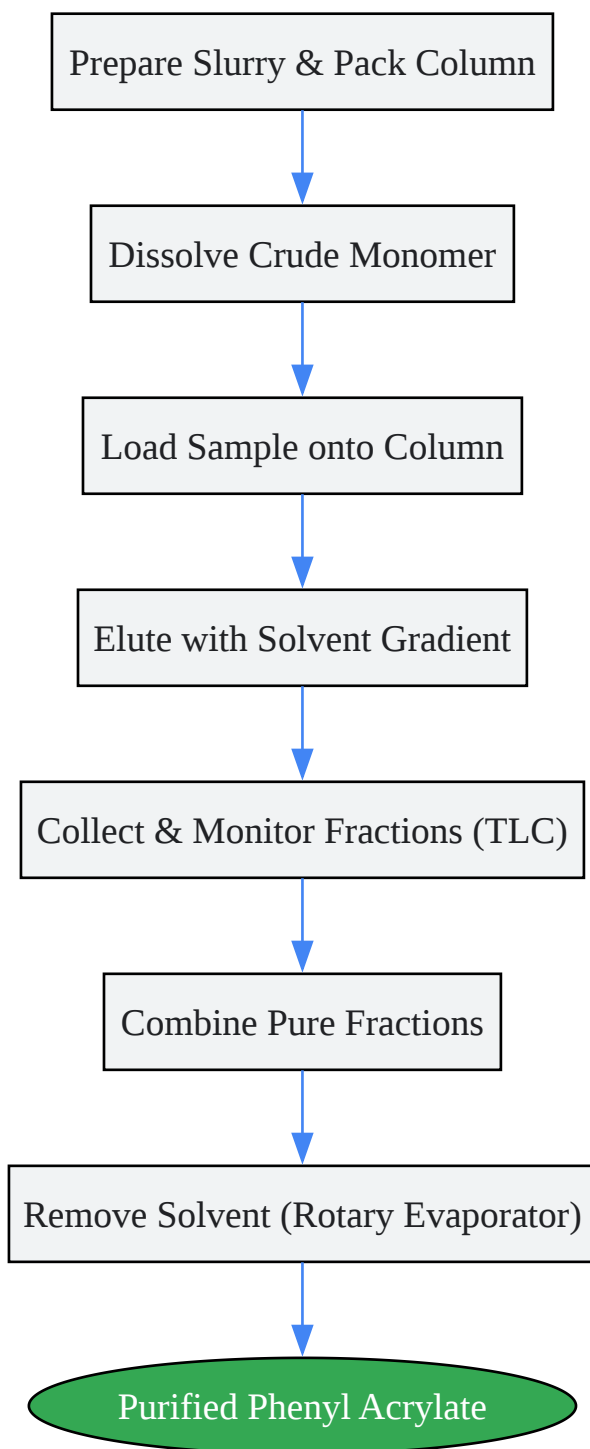 Prepare Slurry & Pack Column
Dissolve Crude Monomer
Load Sample onto Column
Elute with Solvent Gradient
Collect & Monitor Fractions (TLC)
Combine Pure Fractions
Remove Solvent (Rotary Evaporator)
Purified Phenyl Acrylate